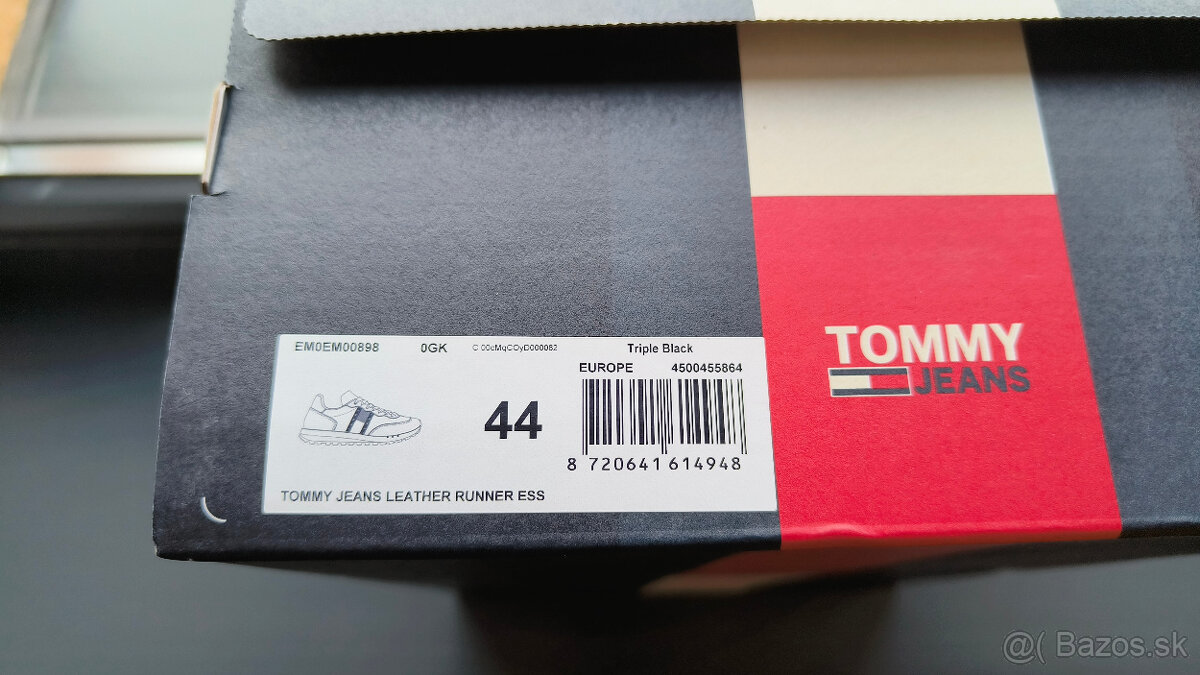 EM0EM00898 0GK C 00cMqCOyD000082 Triple Black
EUROPE 4500455864
44
8 720641 614948
TOMMY JEANS LEATHER RUNNER ESS
TOMMY
JEANS
@( Bazos.sk